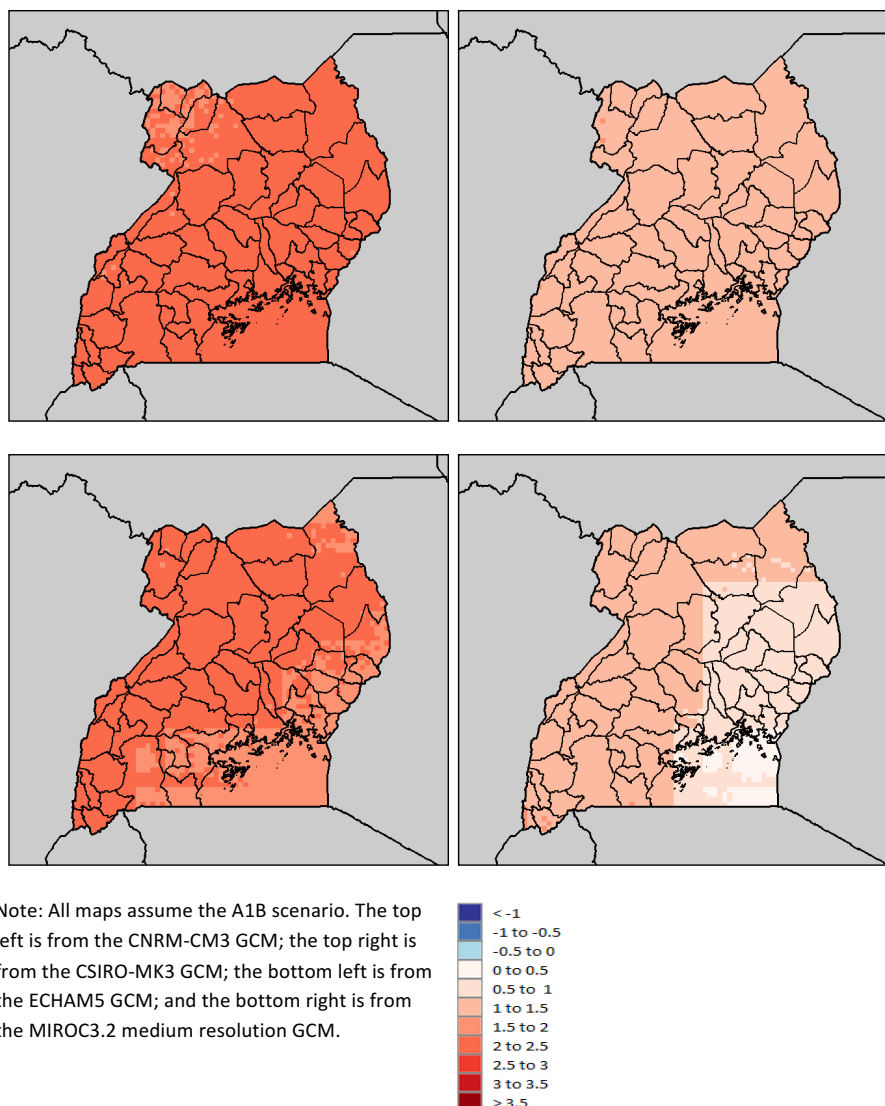 Note: All maps assume the A1B scenario. The top
left is from the CNRM-CM3 GCM; the top right is
from the CSIRO-MK3 GCM; the bottom left is from
the ECHAM5 GCM; and the bottom right is from
the MIROC3.2 medium resolution GCM.
< -1
-1 to -0.5
-0.5 to 0
0 to 0.5
0.5 to 1
1 to 1.5
1.5 to 2
2 to 2.5
2.5 to 3
3 to 3.5
> 3.5